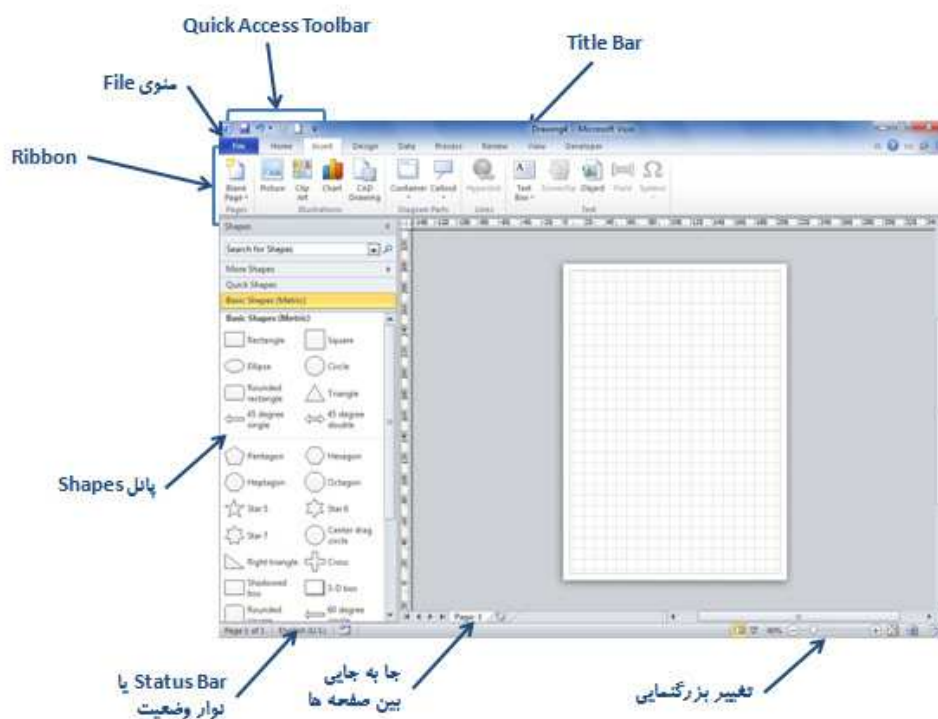 Quick Access Toolbar
Title Bar
منوی File
Ribbon
Drawing4 - Microsoft Visio
File Home Insert Design Data Process Review View Developer
Blank Page
Picture
Clip Art
Chart
CAD Drawing
Container
Callout
Hyperlink
Text Box
Object
Field
Symbol
Pages
Illustrations
Diagram Parts
Links
Text
Shapes
Search for Shapes
More Shapes
Quick Shapes
Basic Shapes (Metric)
Basic Shapes (Metric)
Rectangle Square
Ellipse Circle
Rounded rectangle
Triangle
45 degree single
45 degree double
Pentagon Hexagon
Heptagon Octagon
Star 5 Star 6
Star 7
Center drag circle
Right triangle Cross
Shadowed box
3-D box
Rounded
60 degree
پانل Shapes
Page-1
Page 1 of 1 English (U.S.)
40%
Status Bar یا
نوار وضعیت
جا به جایی
بین صفحه ها
تغییر بزرگنمایی